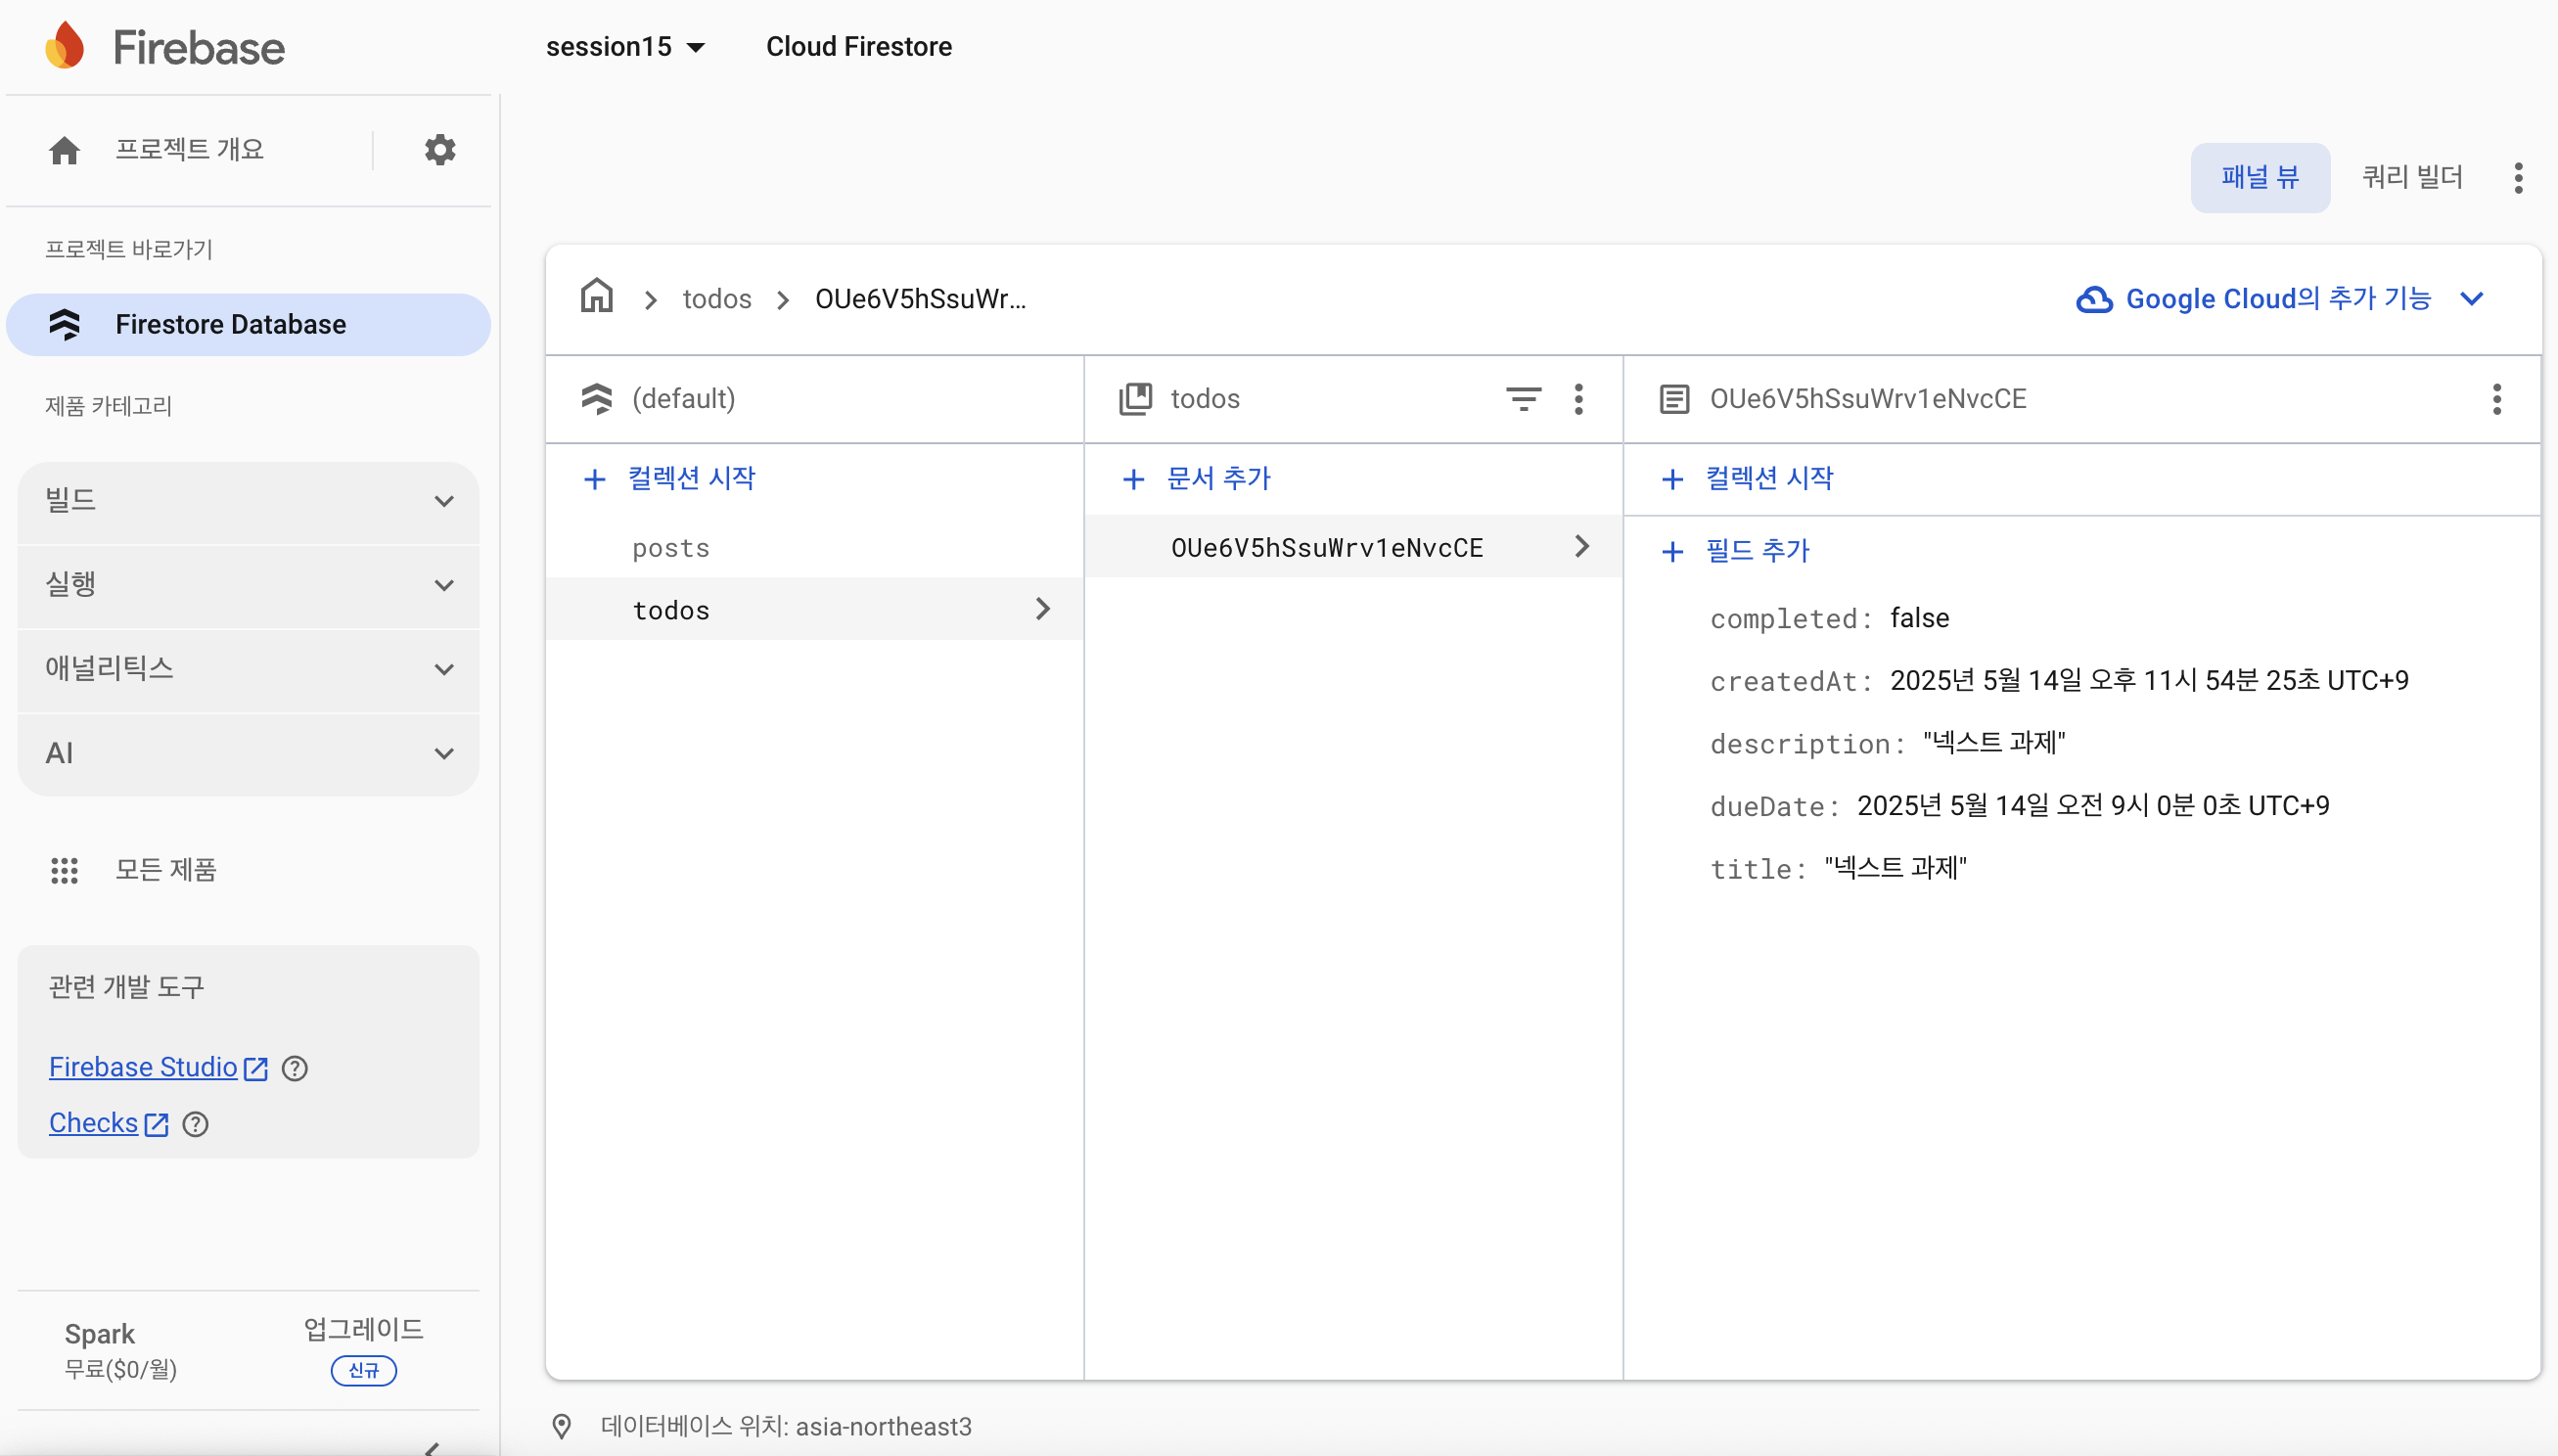 Firebase
session15
Cloud Firestore
프로젝트 개요
프로젝트 바로가기
Firestore Database
제품 카테고리
빌드
실행
애널리틱스
AI
모든 제품
관련 개발 도구
Firebase Studio
Checks
Spark
무료($0/월)
업그레이드
신규
패널 뷰
쿼리 빌더
todos
OUe6V5hSsuWr...
Google Cloud의 추가 기능
(default)
컬렉션 시작
posts
todos
todos
문서 추가
OUe6V5hSsuWrv1eNvcCE
OUe6V5hSsuWrv1eNvcCE
컬렉션 시작
필드 추가
completed: false
createdAt: 2025년 5월 14일 오후 11시 54분 25초 UTC+9
description: "넥스트 과제"
dueDate: 2025년 5월 14일 오전 9시 0분 0초 UTC+9
title: "넥스트 과제"
데이터베이스 위치: asia-northeast3